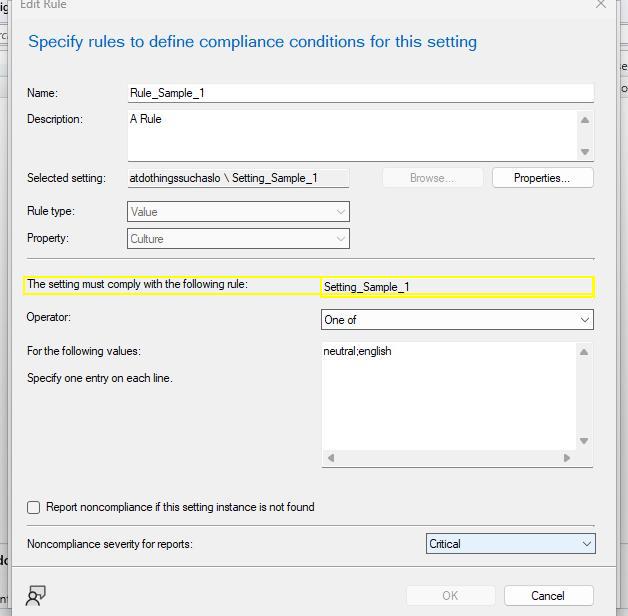 Edit Rule
Specify rules to define compliance conditions for this setting
Name:
Rule_Sample_1
Description:
A Rule
Selected setting:
atdothingssuchaslo \ Setting_Sample_1
Browse...
Properties...
Rule type:
Value
Property:
Culture
The setting must comply with the following rule:
Setting_Sample_1
Operator:
One of
For the following values:
neutral;english
Specify one entry on each line.
Report noncompliance if this setting instance is not found
Noncompliance severity for reports:
Critical
OK
Cancel